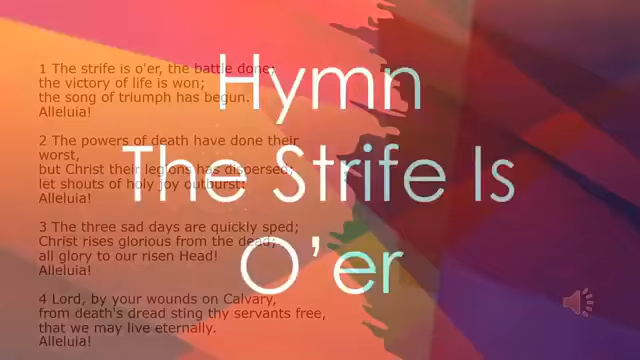 Hymn
The Strife Is
O'er
1 The strife is o'er, the battle done;
the victory of life is won;
the song of triumph has begun.
Alleluia!
2 The powers of death have done their
worst,
but Christ their legions has dispersed;
let shouts of holy joy outburst:
Alleluia!
3 The three sad days are quickly sped;
Christ rises glorious from the dead;
all glory to our risen Head!
Alleluia!
4 Lord, by your wounds on Calvary,
from death's dread sting thy servants free,
that we may live eternally.
Alleluia!